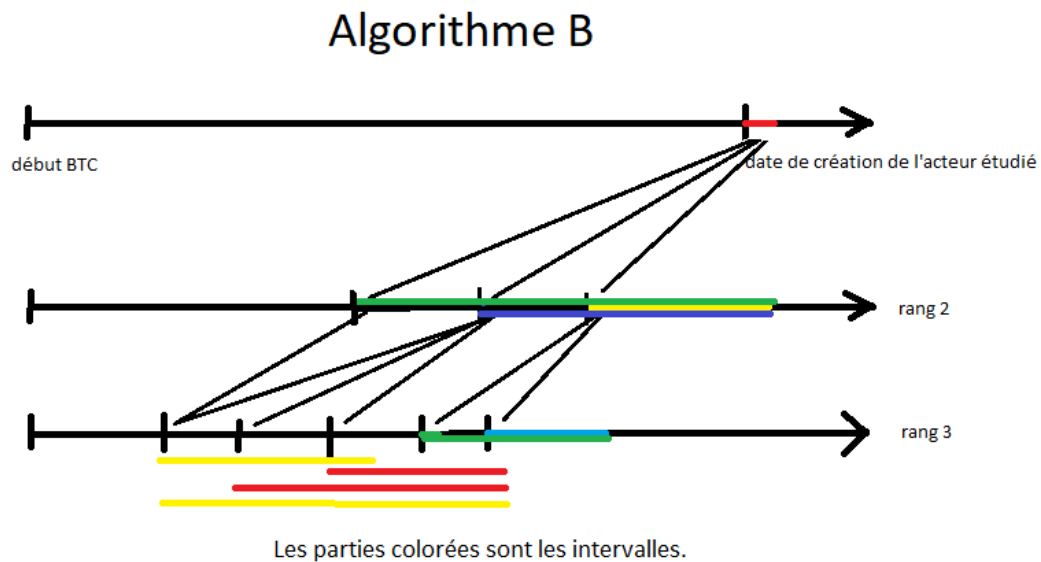 Algorithme B
début BTC
date de création de l'acteur étudié
rang 2
rang 3
Les parties colorées sont les intervalles.